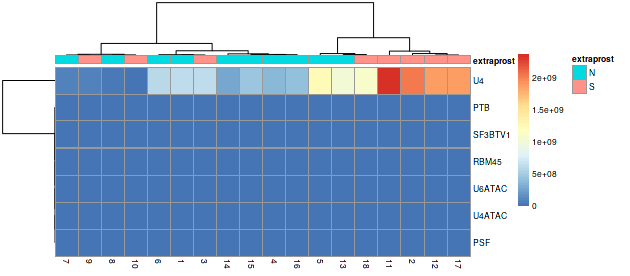 extraprost
extraprost
N
S
U4
PTB
SF3BTV1
RBM45
U6ATAC
U4ATAC
PSF
2e+09
1.5e+09
1e+09
5e+08
0
7 9 8 10 6 1 3 14 15 4 16 5 13 18 11 2 12 17